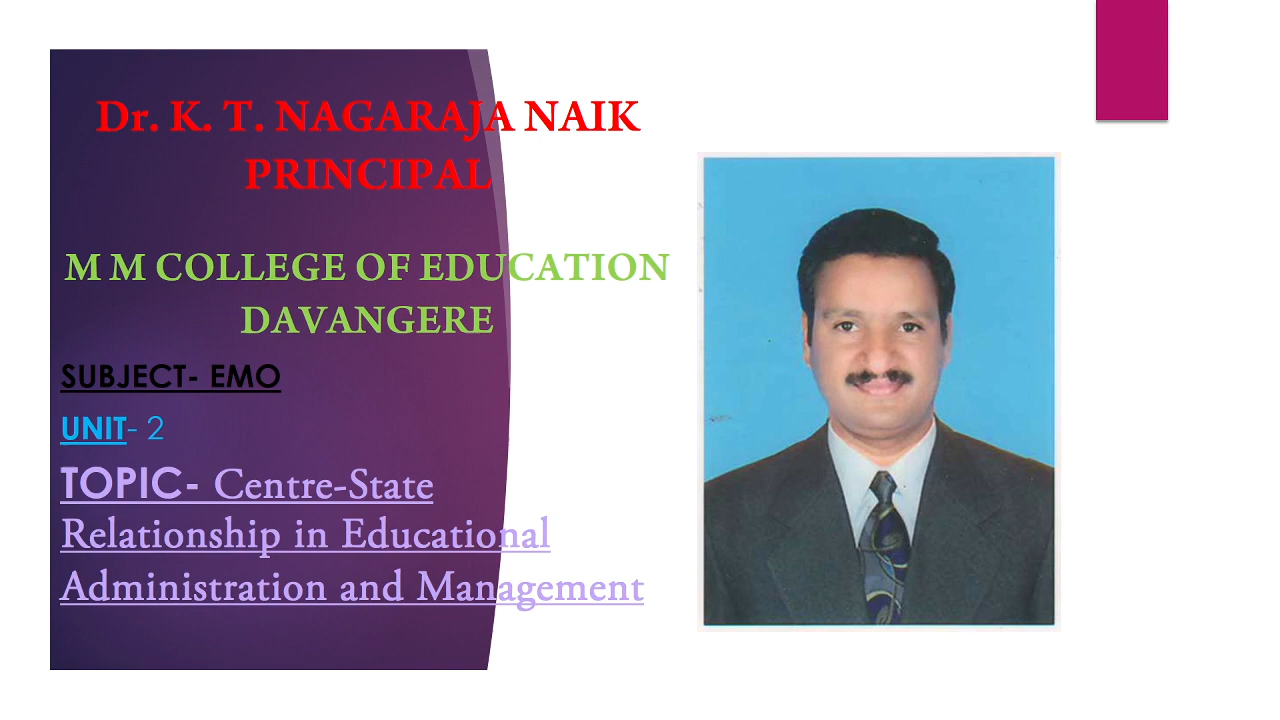 Dr. K. T. NAGARAJA NAIK
PRINCIPAL
M M COLLEGE OF EDUCATION
DAVANGERE
SUBJECT- EMO
UNIT- 2
TOPIC- Centre-State
Relationship in Educational
Administration and Management